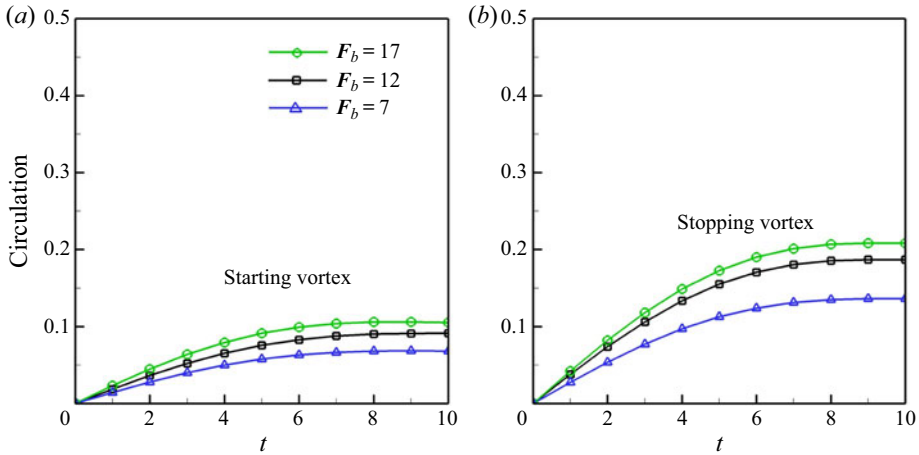 (a)
(b)
0.5
0.4
0.3
0.2
0.1
0
2
4
6
8
10
Circulation
t
F_b = 17
F_b = 12
F_b = 7
Starting vortex
0.5
0.4
0.3
0.2
0.1
0
2
4
6
8
10
t
Stopping vortex